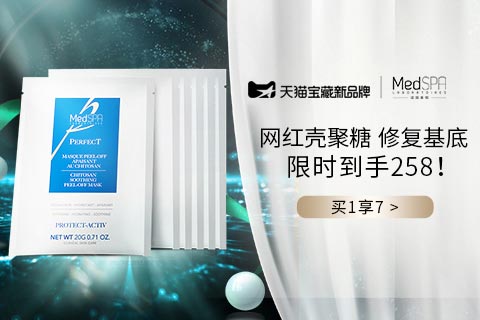 天猫宝藏新品牌
MedSPA
LABORATOIRES
网红壳聚糖 修复基底
限时到手258！
买1享7 >
MedSPA
PERFECT
MASQUE PEEL-OFF
APAISANT
AU CHITOSAN
CHITOSAN
SOOTHING
PEEL-OFF MASK
PROTECT-ACTIV
NET WT 20G 0.71 OZ.